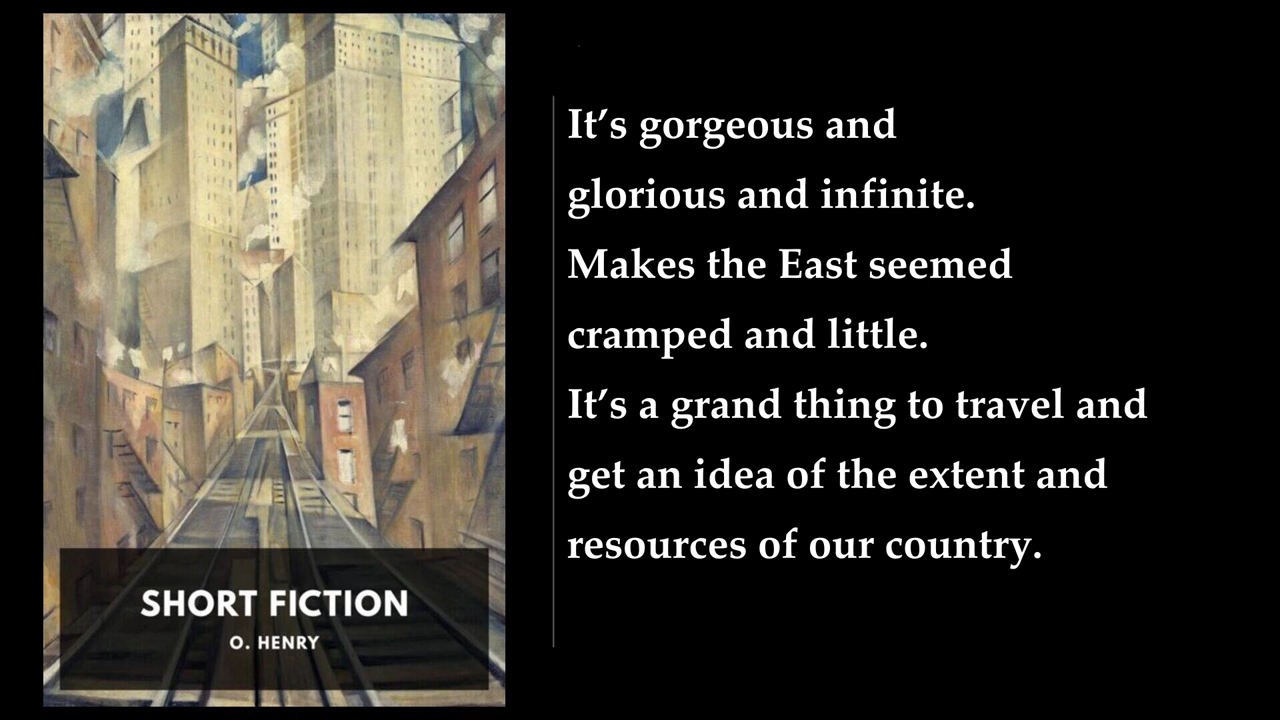 It’s gorgeous and
glorious and infinite.
Makes the East seemed
cramped and little.
It’s a grand thing to travel and
get an idea of the extent and
resources of our country.
SHORT FICTION
O. HENRY